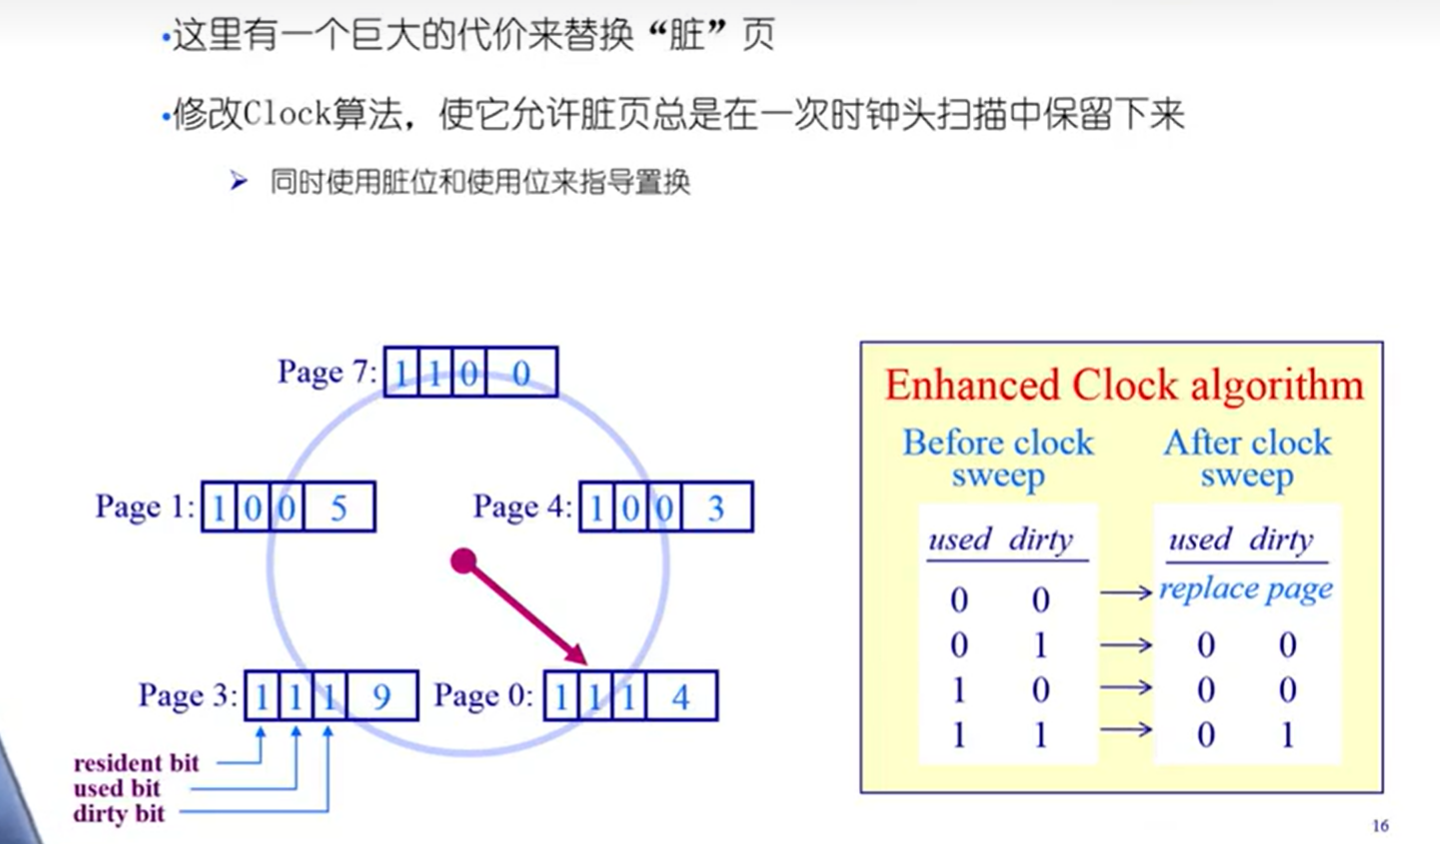 •这里有一个巨大的代价来替换“脏”页
•修改Clock算法，使它允许脏页总是在一次时钟头扫描中保留下来
➢ 同时使用脏位和使用位来指导置换
Page 7: 1 1 0 0
Page 1: 1 0 0 5
Page 4: 1 0 0 3
Page 3: 1 1 1 9
Page 0: 1 1 1 4
resident bit
used bit
dirty bit
Enhanced Clock algorithm
Before clock sweep
After clock sweep
used dirty
used dirty
0 0 → replace page
0 1 → 0 0
1 0 → 0 0
1 1 → 0 1
16